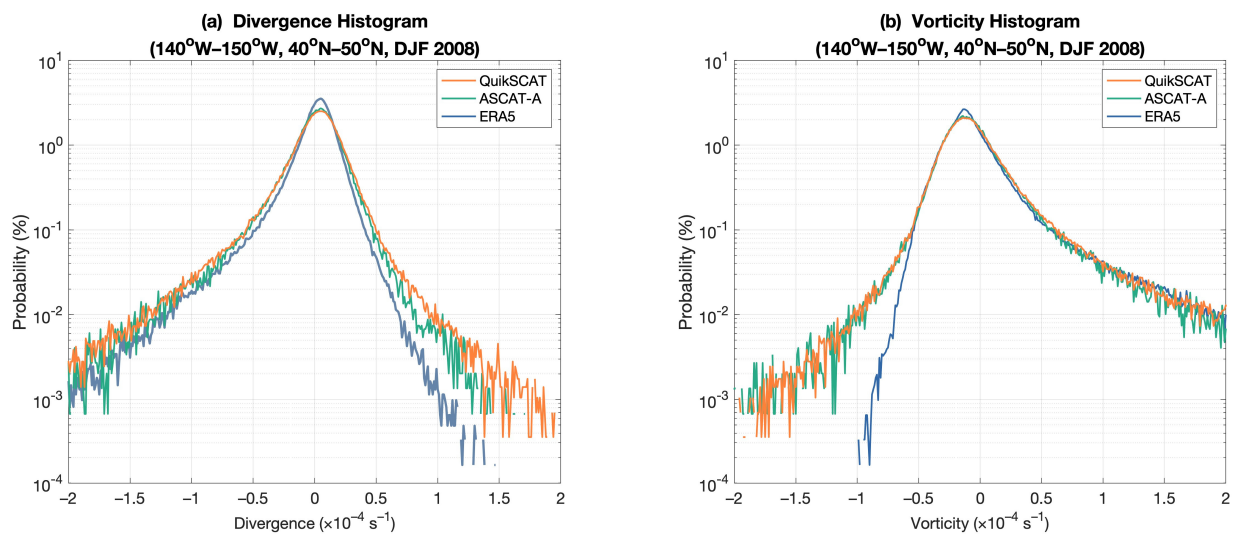 (a) Divergence Histogram
(140°W–150°W, 40°N–50°N, DJF 2008)
10¹
10⁰
10⁻¹
10⁻²
10⁻³
10⁻⁴
Probability (%)
QuikSCAT
ASCAT-A
ERA5
−2 −1.5 −1 −0.5 0 0.5 1 1.5 2
Divergence (×10⁻⁴ s⁻¹)
(b) Vorticity Histogram
(140°W–150°W, 40°N–50°N, DJF 2008)
10¹
10⁰
10⁻¹
10⁻²
10⁻³
10⁻⁴
Probability (%)
QuikSCAT
ASCAT-A
ERA5
−2 −1.5 −1 −0.5 0 0.5 1 1.5 2
Vorticity (×10⁻⁴ s⁻¹)